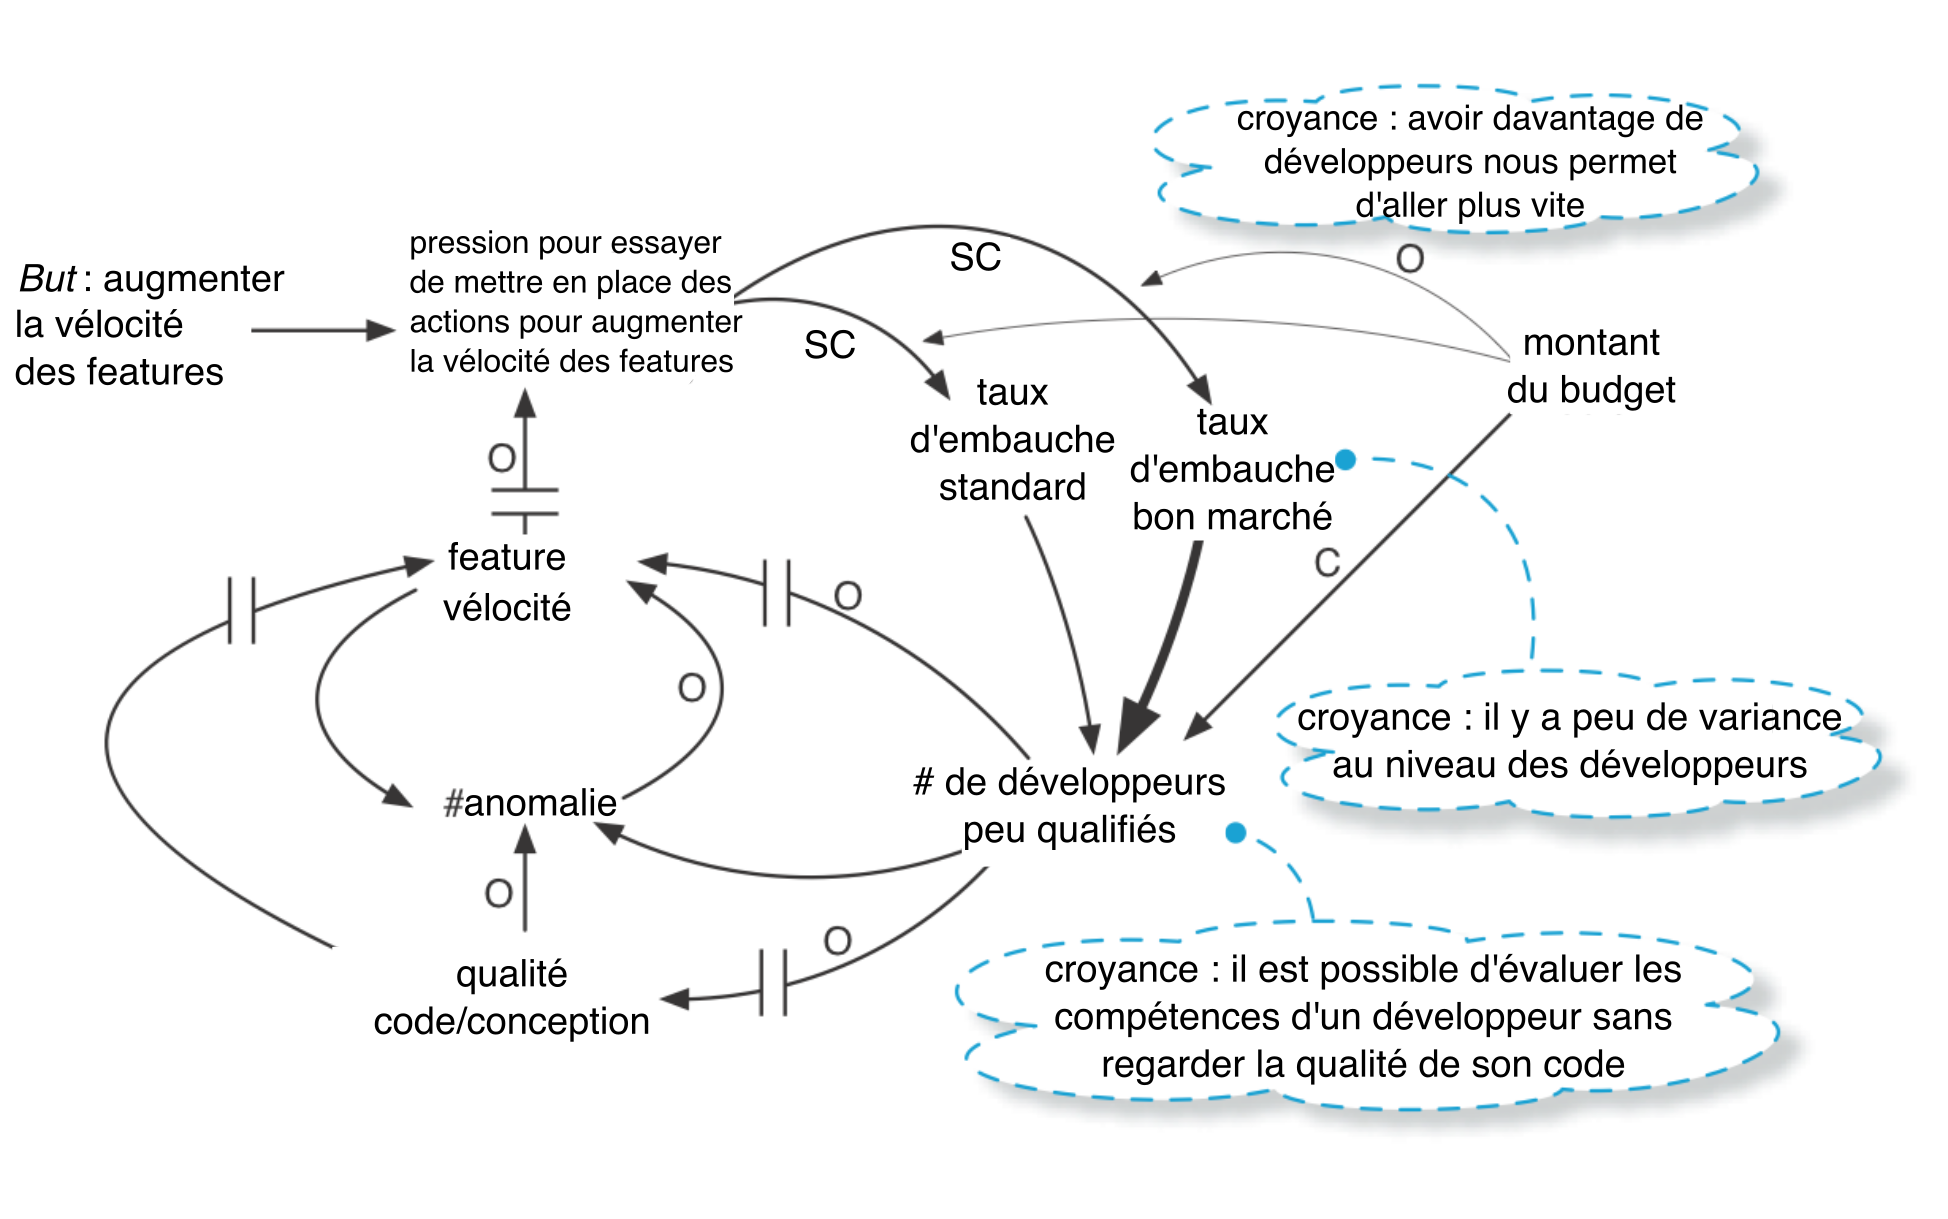 croyance : avoir davantage de
développeurs nous permet
d'aller plus vite
But : augmenter
la vélocité
des features
pression pour essayer
de mettre en place des
actions pour augmenter
la vélocité des features
SC
SC
O
montant
du budget
taux
d'embauche
standard
taux
d'embauche
bon marché
O
C
feature
vélocité
O
O
croyance : il y a peu de variance
au niveau des développeurs
#anomalie
# de développeurs
peu qualifiés
O
O
qualité
code/conception
croyance : il est possible d'évaluer les
compétences d'un développeur sans
regarder la qualité de son code